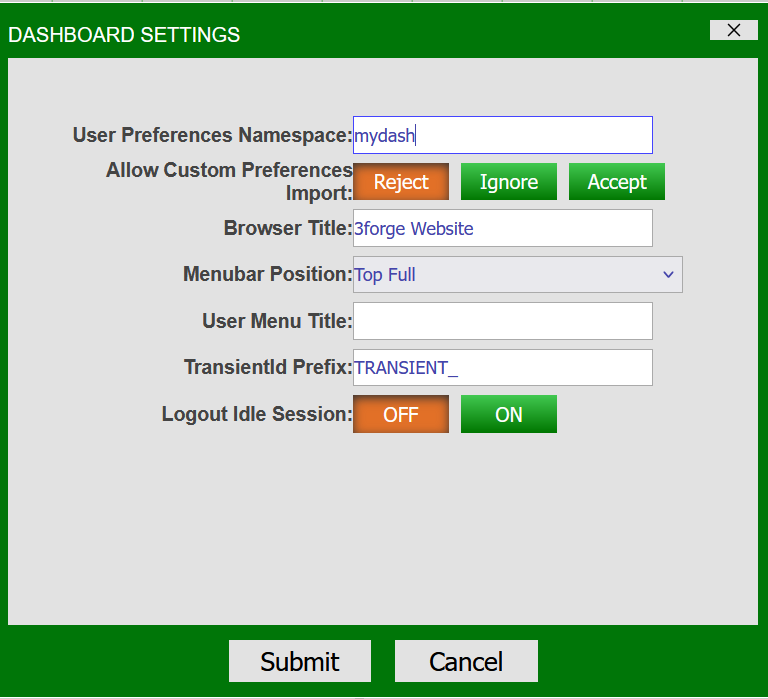 DASHBOARD SETTINGS
User Preferences Namespace: mydash
Allow Custom Preferences
Import: Reject Ignore Accept
Browser Title: 3forge Website
Menubar Position: Top Full
User Menu Title:
TransientId Prefix: TRANSIENT_
Logout Idle Session: OFF ON
Submit Cancel